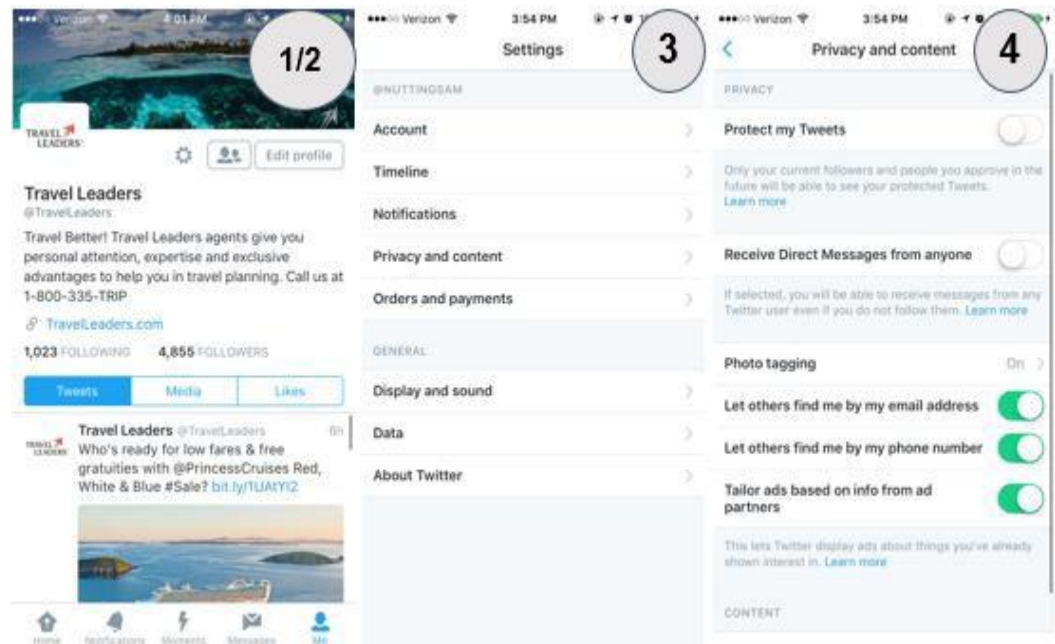 Verizon
4:01 PM
1/2
TRAVEL
LEADERS
Edit profile
Travel Leaders
@TravelLeaders
Travel Better! Travel Leaders agents give you
personal attention, expertise and exclusive
advantages to help you in travel planning. Call us at
1-800-335-TRIP
TravelLeaders.com
1,023 FOLLOWING 4,855 FOLLOWERS
Tweets Media Likes
Travel Leaders @TravelLeaders 6h
Who's ready for low fares & free
gratuities with @PrincessCruises Red,
White & Blue #Sale? bit.ly/1UAtYI2
Home Notifications Moments Messages Me
Verizon 3:54 PM
Settings
3
@NUTTINGSAM
Account
Timeline
Notifications
Privacy and content
Orders and payments
GENERAL
Display and sound
Data
About Twitter
Verizon 3:54 PM
Privacy and content
4
PRIVACY
Protect my Tweets
Only your current followers and people you approve in the
future will be able to see your protected Tweets.
Learn more
Receive Direct Messages from anyone
If selected, you will be able to receive messages from any
Twitter user even if you do not follow them. Learn more
Photo tagging On
Let others find me by my email address
Let others find me by my phone number
Tailor ads based on info from ad
partners
This lets Twitter display ads about things you've already
shown interest in. Learn more
CONTENT